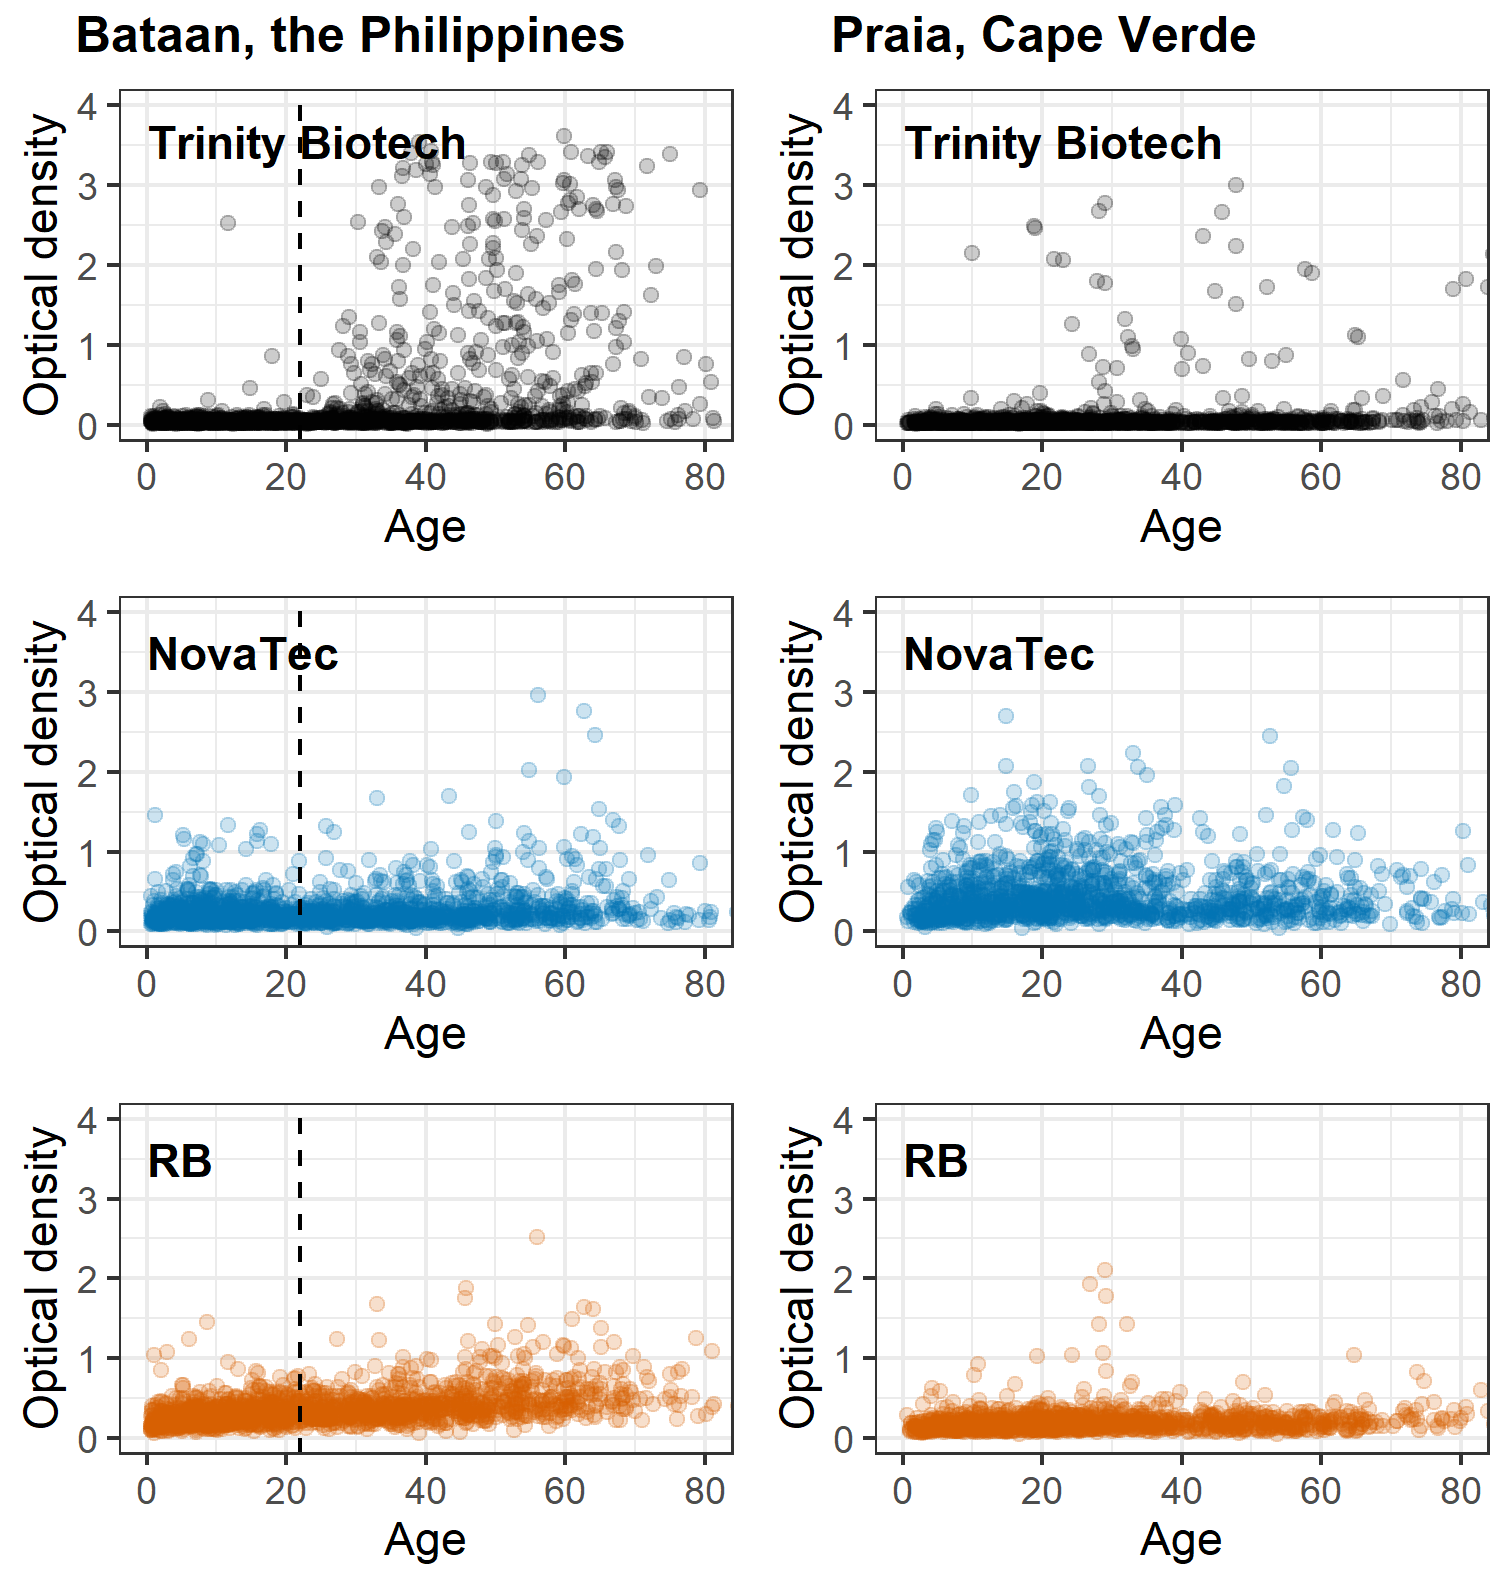 Bataan, the Philippines
Praia, Cape Verde
Optical density
4
3
2
1
0
Trinity Biotech
0 20 40 60 80
Age
Optical density
4
3
2
1
0
Trinity Biotech
0 20 40 60 80
Age
Optical density
4
3
2
1
0
NovaTec
0 20 40 60 80
Age
Optical density
4
3
2
1
0
NovaTec
0 20 40 60 80
Age
Optical density
4
3
2
1
0
RB
0 20 40 60 80
Age
Optical density
4
3
2
1
0
RB
0 20 40 60 80
Age